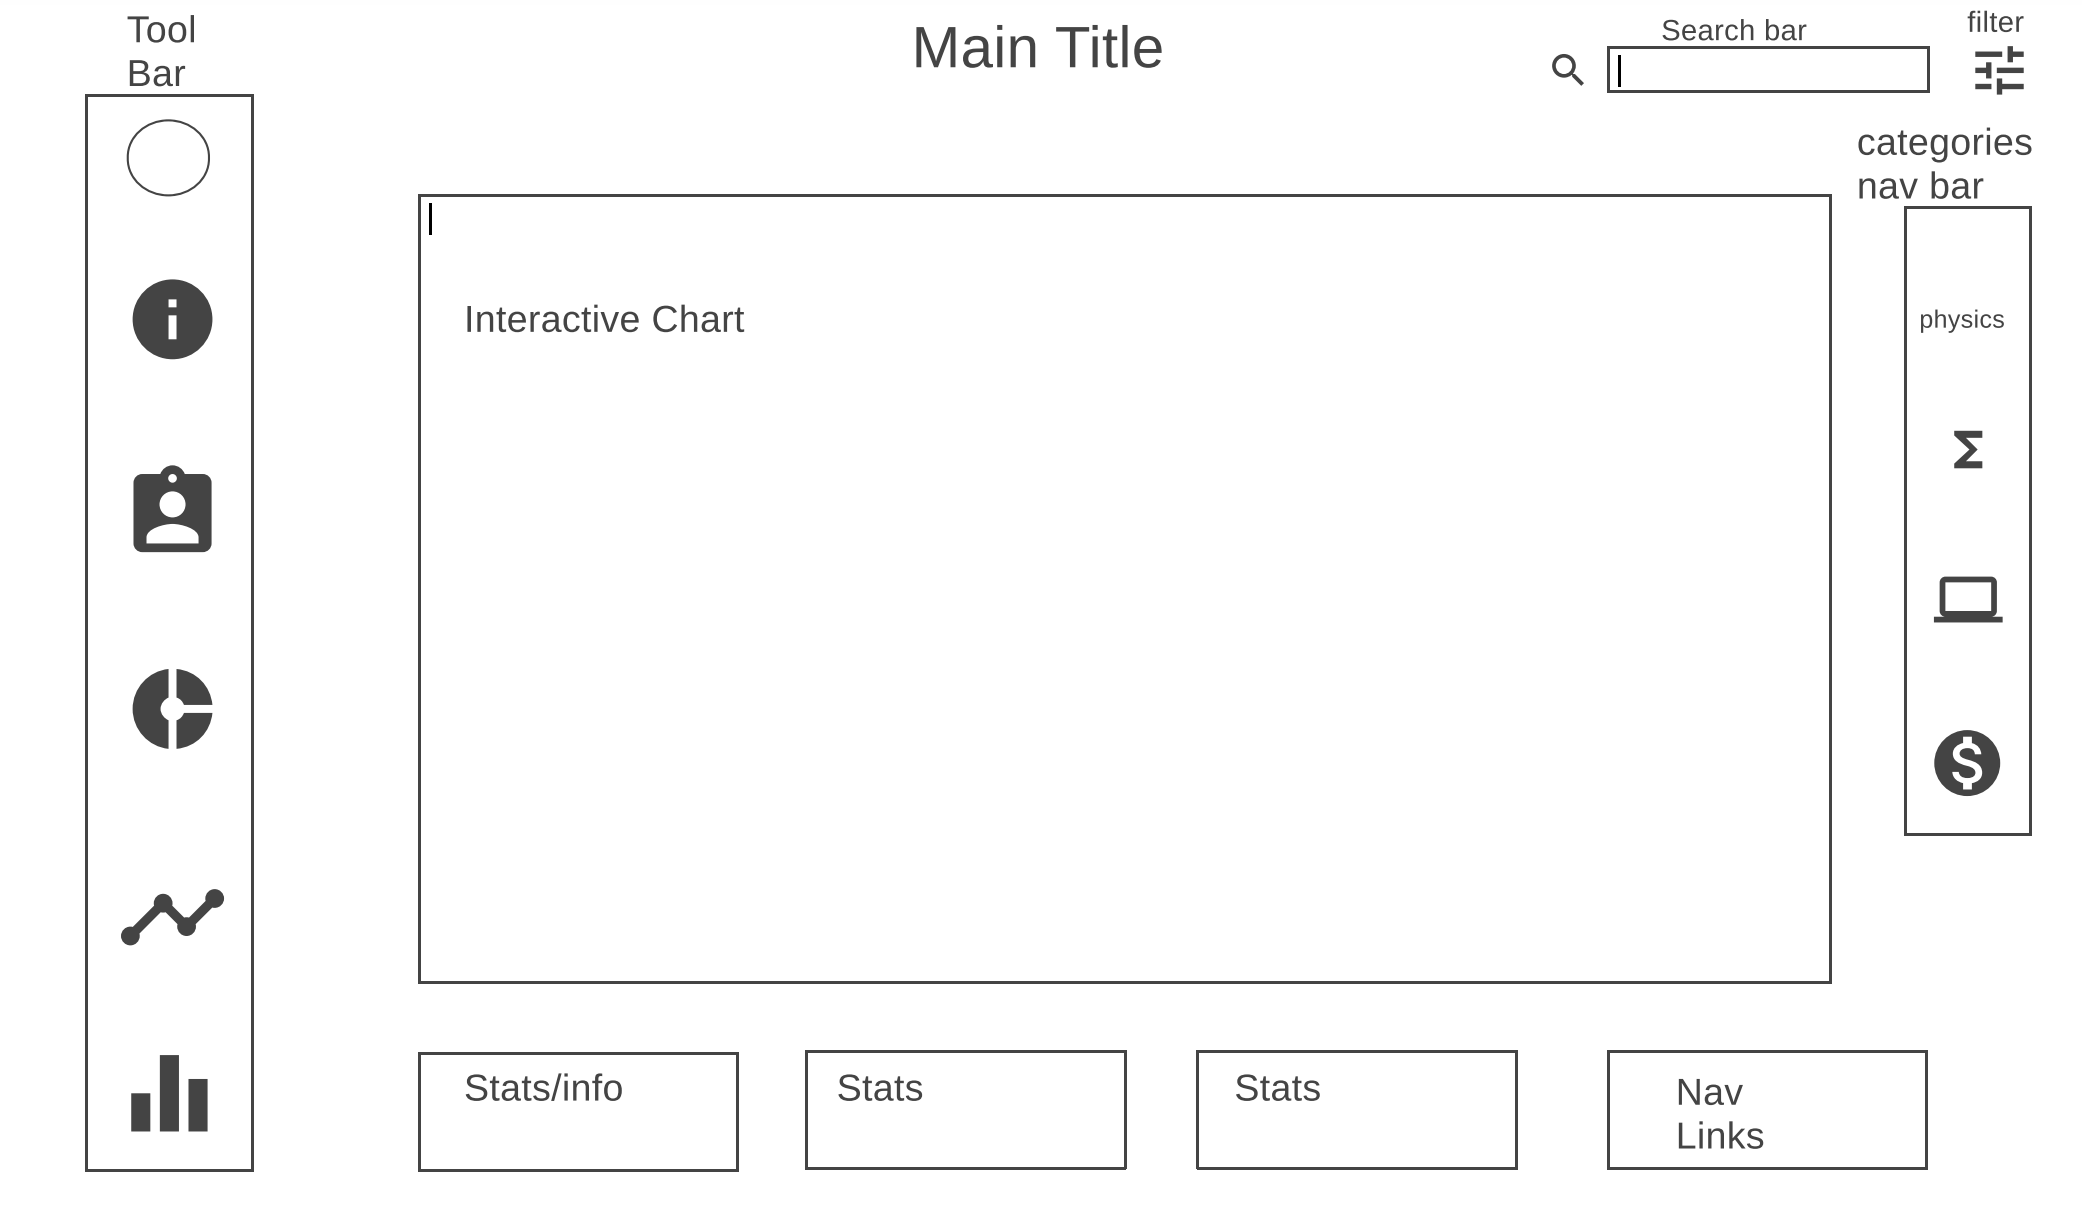 Tool
Bar
Main Title
Search bar
filter
categories
nav bar
Interactive Chart
physics
Σ
$
Stats/info
Stats
Stats
Nav
Links